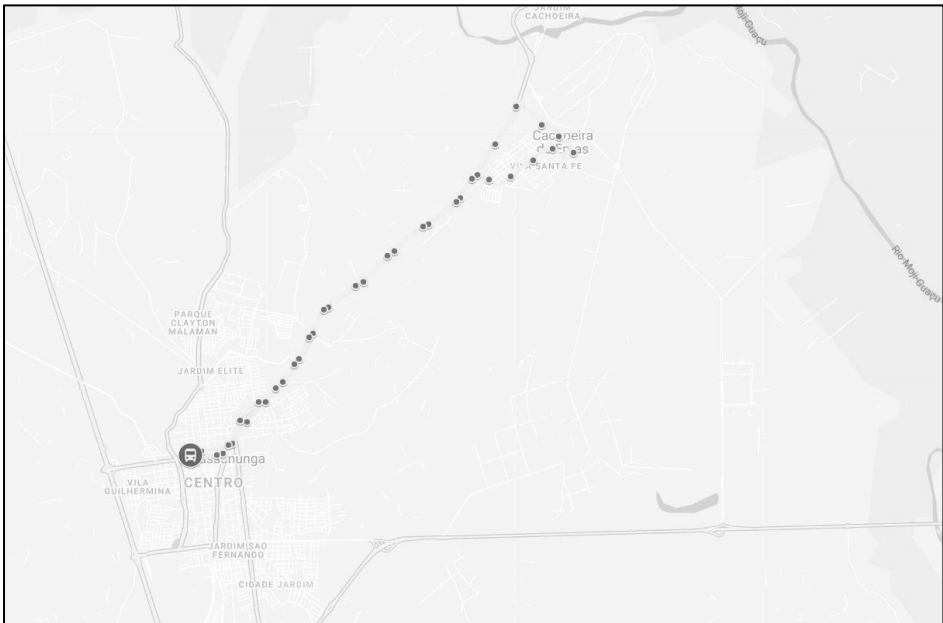 JARDIM
CACHOEIRA
Moji-Guaçu
Cachoeira
VILA SANTA FÉ
Rio Moji-Guaçu
PARQUE
CLAYTON
MALAMAN
JARDIM ELITE
CENTRO
VILA
GUILHERMINA
JARDIM SAO
FERNANDO
CIDADE JARDIM